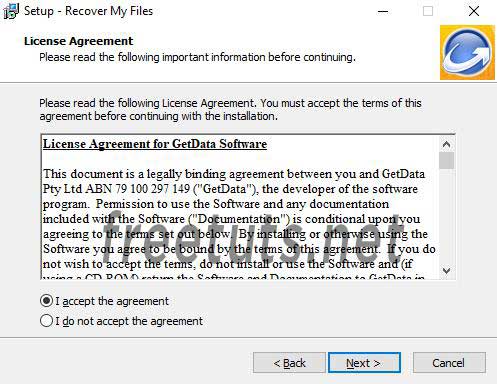 Setup - Recover My Files
License Agreement
Please read the following important information before continuing.
Please read the following License Agreement. You must accept the terms of this
agreement before continuing with the installation.
License Agreement for GetData Software
This document is a legally binding agreement between you and GetData
Pty Ltd ABN 79 100 297 149 ("GetData"), the developer of the software
program.  Permission to use the Software and any documentation
included with the Software ("Documentation") is conditional upon you
agreeing to the terms set out below. By installing or otherwise using the
Software you agree to be bound by the terms of this agreement.  If you do
not wish to accept the terms, do not install or use the Software and (if
using a CD ROM) return the Software and Documentation to GetData in
freetuts.net
I accept the agreement
I do not accept the agreement
< Back
Next >
Cancel